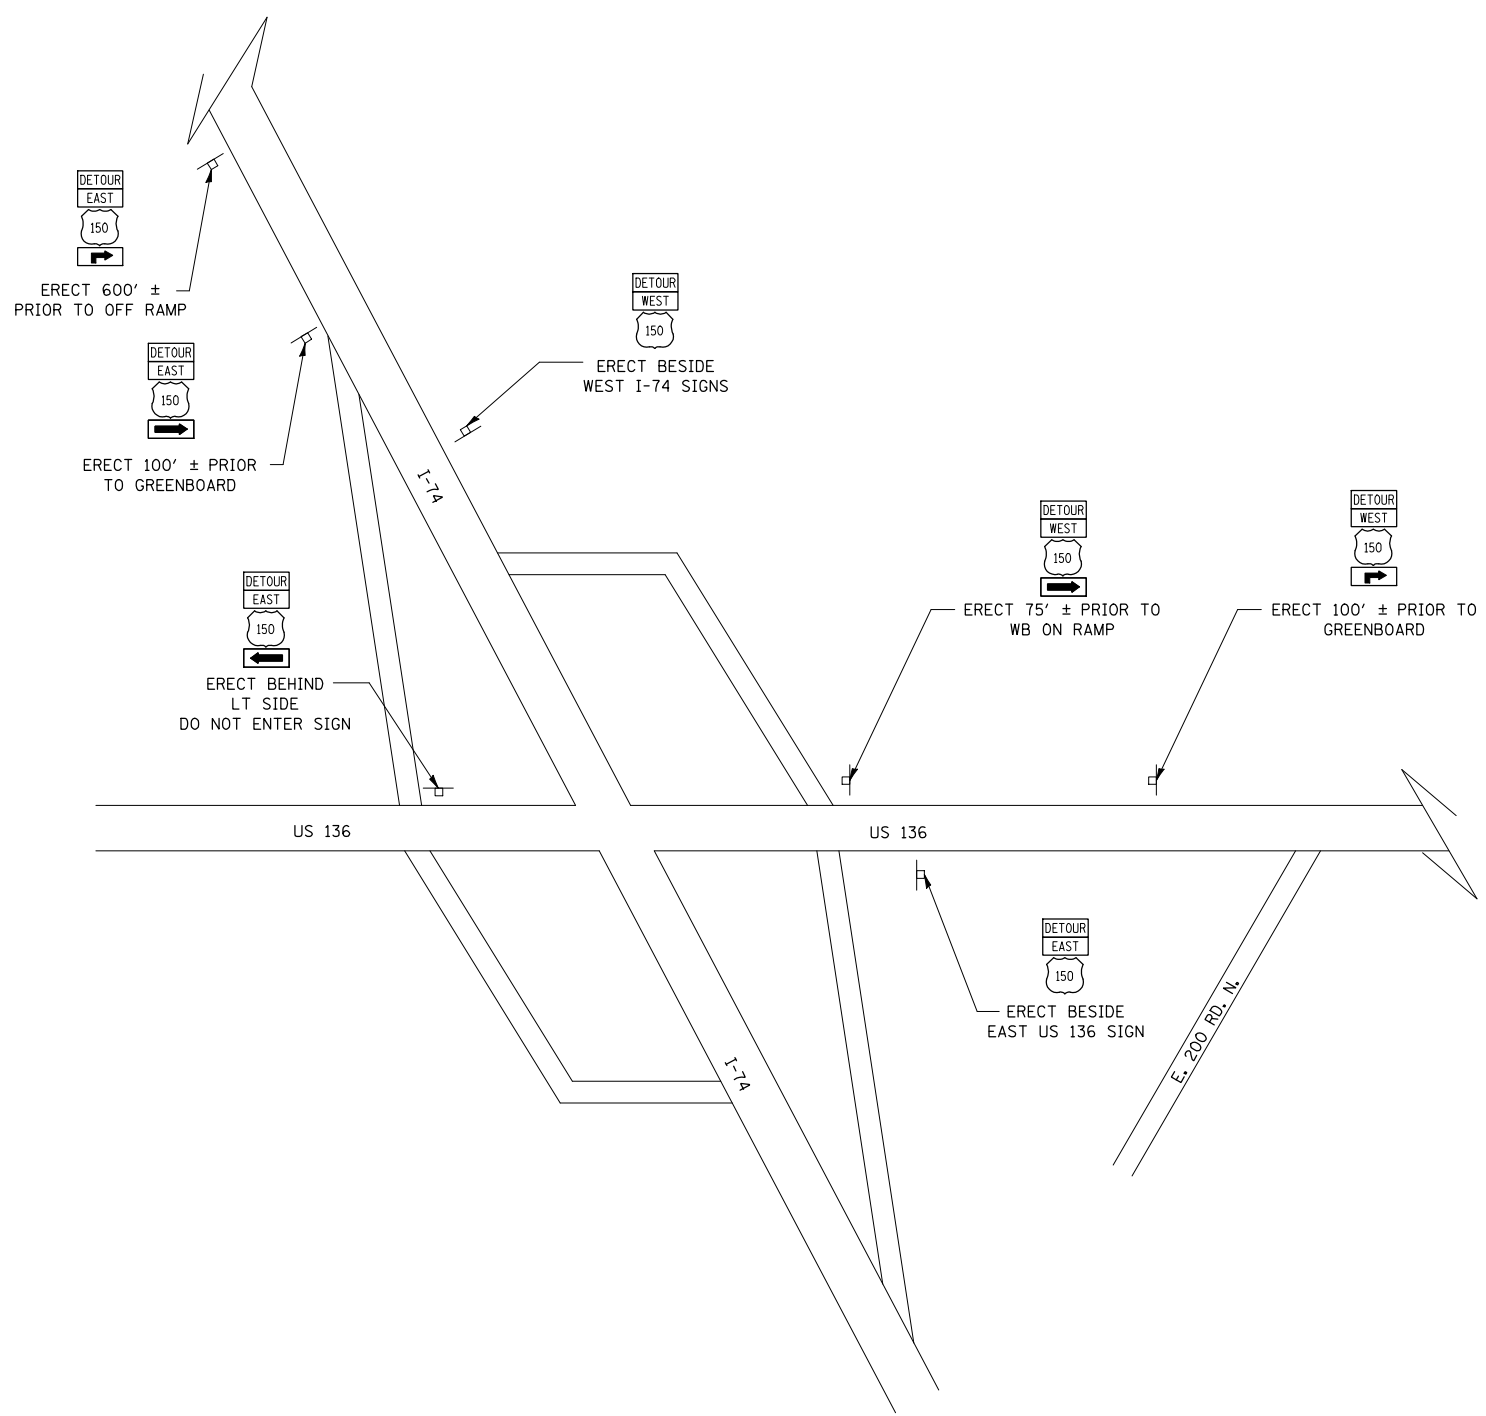 DETOUR
EAST
150
ERECT 600' ±
PRIOR TO OFF RAMP
DETOUR
EAST
150
ERECT 100' ± PRIOR
TO GREENBOARD
DETOUR
WEST
150
ERECT BESIDE
WEST I-74 SIGNS
I-74
DETOUR
WEST
150
ERECT 75' ± PRIOR TO
WB ON RAMP
DETOUR
WEST
150
ERECT 100' ± PRIOR TO
GREENBOARD
DETOUR
EAST
150
ERECT BEHIND
LT SIDE
DO NOT ENTER SIGN
US 136
US 136
DETOUR
EAST
150
ERECT BESIDE
EAST US 136 SIGN
E. 200 RD. N.
I-74